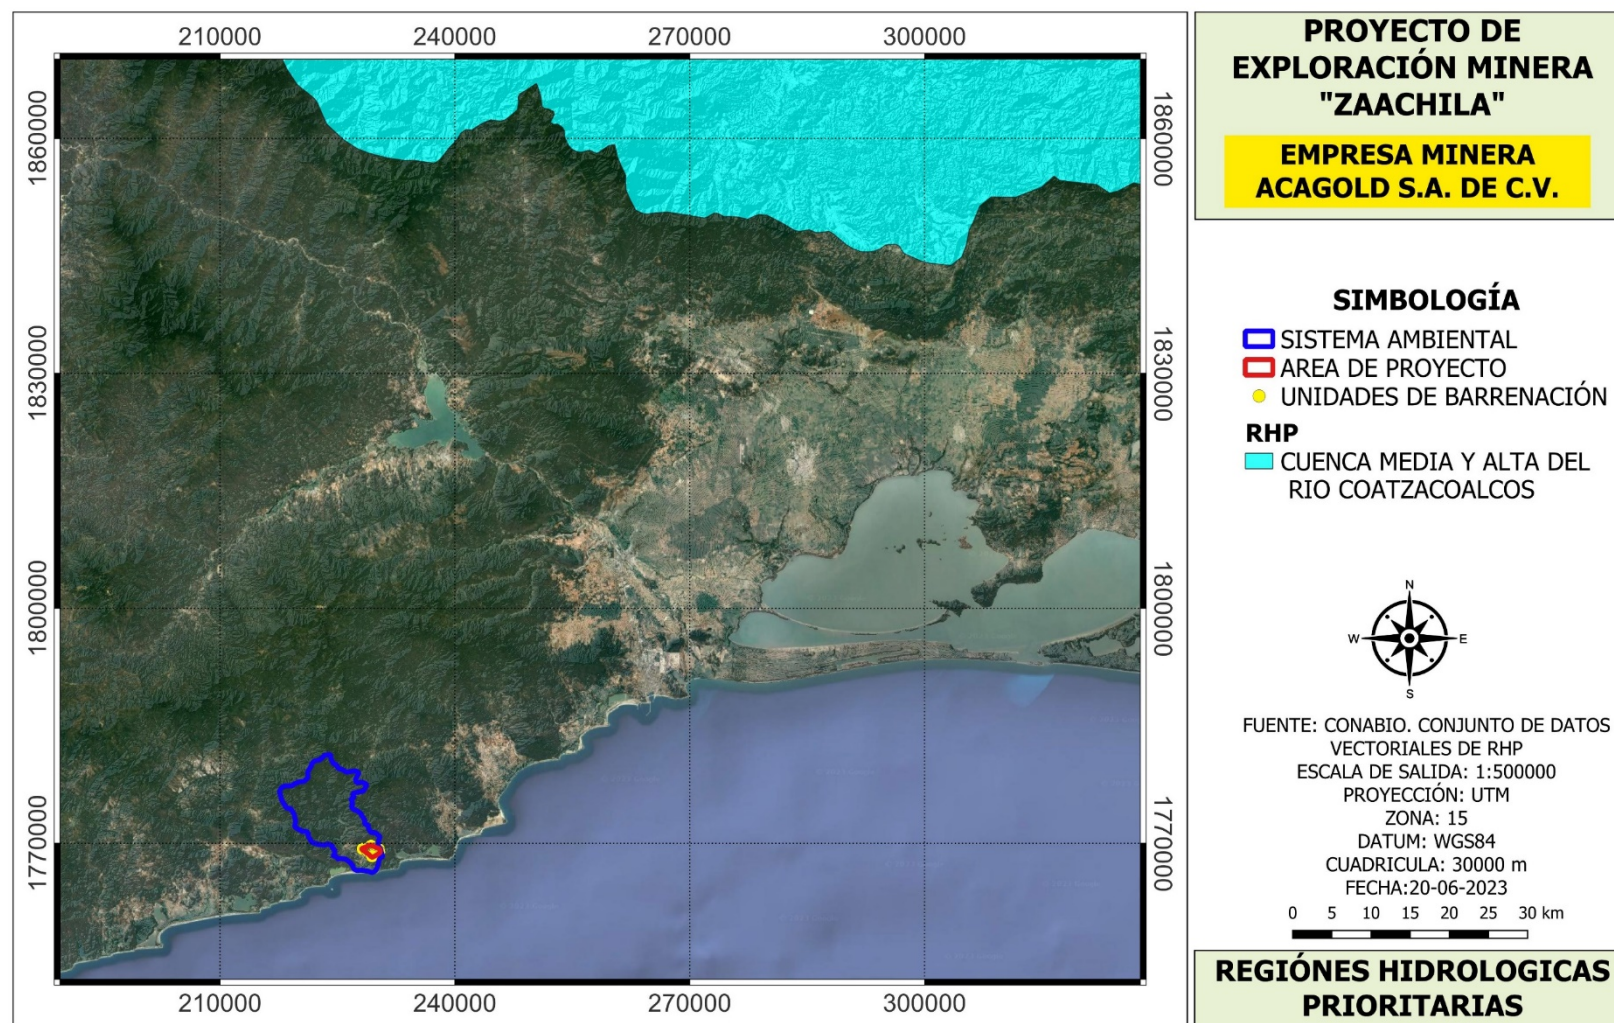 210000
240000
270000
300000
1860000
1830000
1800000
1770000
1860000
1830000
1800000
1770000
210000
240000
270000
300000
PROYECTO DE
EXPLORACIÓN MINERA
"ZAACHILA"
EMPRESA MINERA
ACAGOLD S.A. DE C.V.
SIMBOLOGÍA
SISTEMA AMBIENTAL
AREA DE PROYECTO
UNIDADES DE BARRENACIÓN
RHP
CUENCA MEDIA Y ALTA DEL
RIO COATZACOALCOS
N
W E
S
FUENTE: CONABIO. CONJUNTO DE DATOS
VECTORIALES DE RHP
ESCALA DE SALIDA: 1:500000
PROYECCIÓN: UTM
ZONA: 15
DATUM: WGS84
CUADRICULA: 30000 m
FECHA:20-06-2023
0 5 10 15 20 25 30 km
REGIÓNES HIDROLOGICAS
PRIORITARIAS